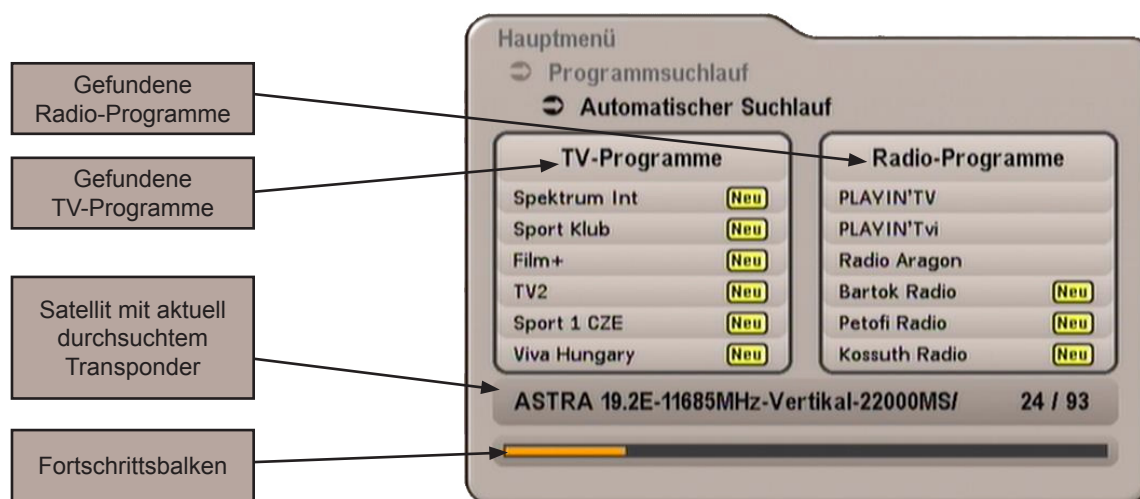 Hauptmenü
Programmsuchlauf
Automatischer Suchlauf
Gefundene
Radio-Programme
Gefundene
TV-Programme
Satellit mit aktuell
durchsuchtem
Transponder
Fortschrittsbalken
TV-Programme
Spektrum Int Neu
Sport Klub Neu
Film+ Neu
TV2 Neu
Sport 1 CZE Neu
Viva Hungary Neu
Radio-Programme
PLAYIN'TV
PLAYIN'Tvi
Radio Aragon
Bartok Radio Neu
Petofi Radio Neu
Kossuth Radio Neu
ASTRA 19.2E-11685MHz-Vertikal-22000MS/ 24 / 93